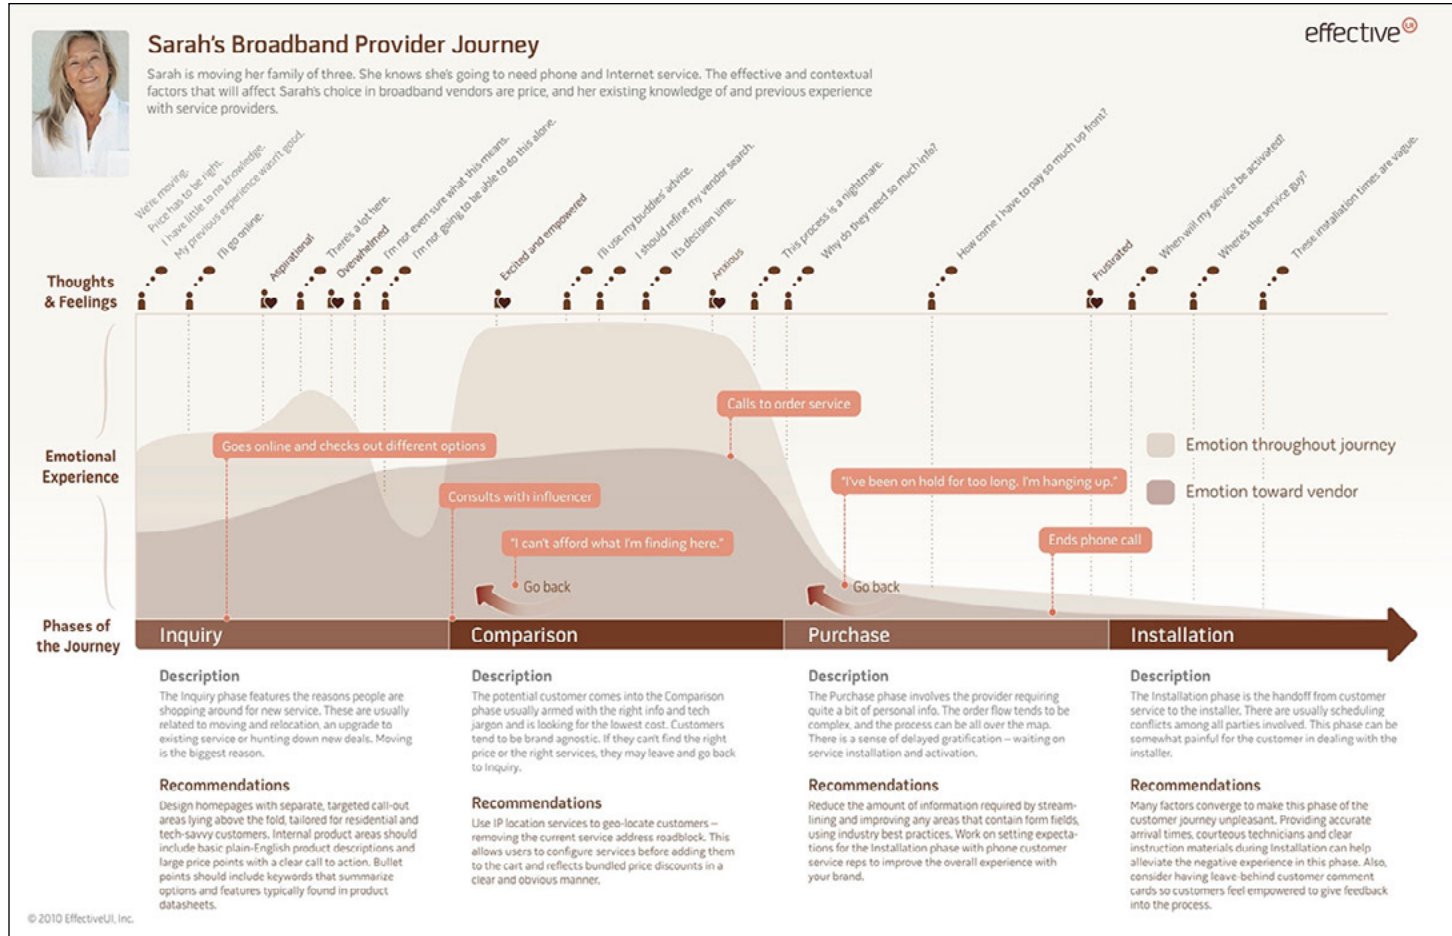 effective UI
Sarah's Broadband Provider Journey
Sarah is moving her family of three. She knows she's going to need phone and Internet service. The effective and contextual
factors that will affect Sarah's choice in broadband vendors are price, and her existing knowledge of and previous experience
with service providers.
We're moving.
Price has to be right.
I have little to no knowledge.
My previous experience wasn't good.
I'll go online.
Aspirational
There's a lot here.
Overwhelmed
I'm not even sure what this means.
I'm not going to be able to do this alone.
Excited and empowered
I'll use my buddies' advice.
I should refine my vendor search.
It's decision time.
Anxious
This process is a nightmare.
Why do they need so much info?
How come I have to pay so much up front?
Frustrated
When will my service be activated?
Where's the service guy?
These installation times are vague.
Thoughts
& Feelings
Emotional
Experience
Phases of
the Journey
Calls to order service
Goes online and checks out different options
Consults with influencer
"I can't afford what I'm finding here."
Go back
"I've been on hold for too long. I'm hanging up."
Go back
Ends phone call
Emotion throughout journey
Emotion toward vendor
Inquiry
Comparison
Purchase
Installation
Description
The Inquiry phase features the reasons people are
shopping around for new service. These are usually
related to moving and relocation, an upgrade to
existing service or hunting down new deals. Moving
is the biggest reason.
Recommendations
Design homepages with separate, targeted call-out
areas lying above the fold, tailored for residential and
tech-savvy customers. Internal product areas should
include basic plain-English product descriptions and
large price points with a clear call to action. Bullet
points should include keywords that summarize
options and features typically found in product
datasheets.
Description
The potential customer comes into the Comparison
phase usually armed with the right info and tech
jargon and is looking for the lowest cost. Customers
tend to be brand agnostic. If they can't find the right
price or the right services, they may leave and go back
to Inquiry.
Recommendations
Use IP location services to geo-locate customers –
removing the current service address roadblock. This
allows users to configure services before adding them
to the cart and reflects bundled price discounts in a
clear and obvious manner.
Description
The Purchase phase involves the provider requiring
quite a bit of personal info. The order flow tends to be
complex, and the process can be all over the map.
There is a sense of delayed gratification – waiting on
service installation and activation.
Recommendations
Reduce the amount of information required by stream-
lining and improving any areas that contain form fields,
using industry best practices. Work on setting expecta-
tions for the Installation phase with phone customer
service reps to improve the overall experience with
your brand.
Description
The Installation phase is the handoff from customer
service to the installer. There are usually scheduling
conflicts among all parties involved. This phase can be
somewhat painful for the customer in dealing with the
installer.
Recommendations
Many factors converge to make this phase of the
customer journey unpleasant. Providing accurate
arrival times, courteous technicians and clear
instruction materials during Installation can help
alleviate the negative experience in this phase. Also,
consider having leave-behind customer comment
cards so customers feel empowered to give feedback
into the process.
© 2010 EffectiveUI, Inc.